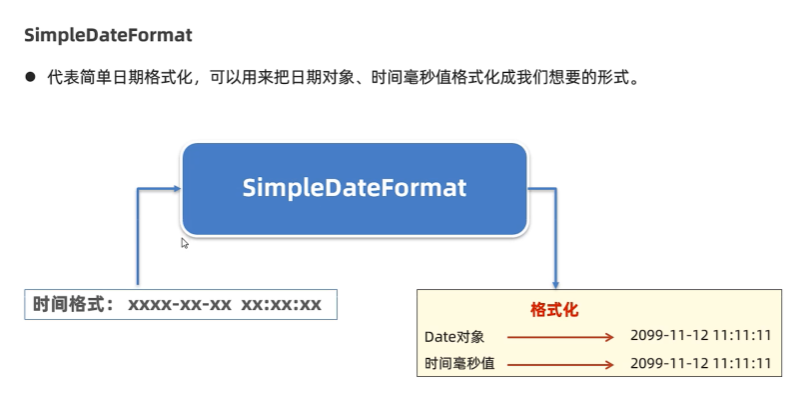 SimpleDateFormat
● 代表简单日期格式化，可以用来把日期对象、时间毫秒值格式化成我们想要的形式。
SimpleDateFormat
时间格式： xxxx-xx-xx xx:xx:xx
格式化
Date对象 2099-11-12 11:11:11
时间毫秒值 2099-11-12 11:11:11